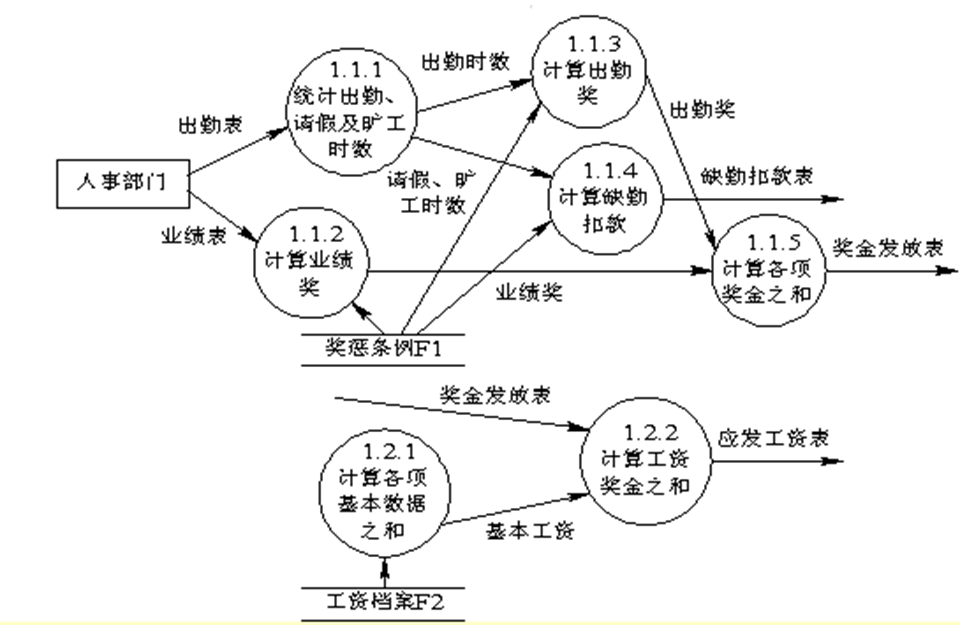 1.1.3
计算出勤
奖
出勤时数
1.1.1
统计出勤、
请假及旷工
时数
出勤奖
出勤表
人事部门
请假、旷
工时数
1.1.4
计算缺勤
扣款
缺勤扣款表
业绩表
1.1.2
计算业绩
奖
业绩奖
1.1.5
计算各项
奖金之和
奖金发放表
奖惩条例F1
奖金发放表
1.2.1
计算各项
基本数据
之和
1.2.2
计算工资
奖金之和
应发工资表
基本工资
工资档案F2